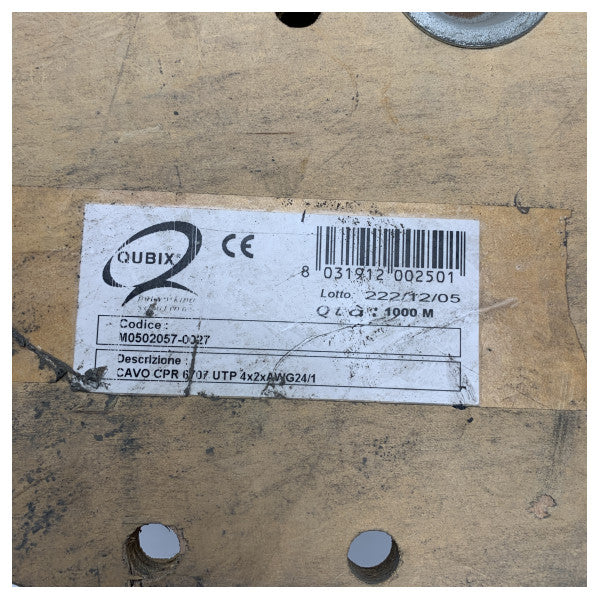 QUBIX®
networking
CE
8 031912 002501
Lotto: 222/12/05
1000 M
Codice :
M0502057-0027
Descrizione :
CAVO CPR 6707 UTP 4x2xAWG24/1